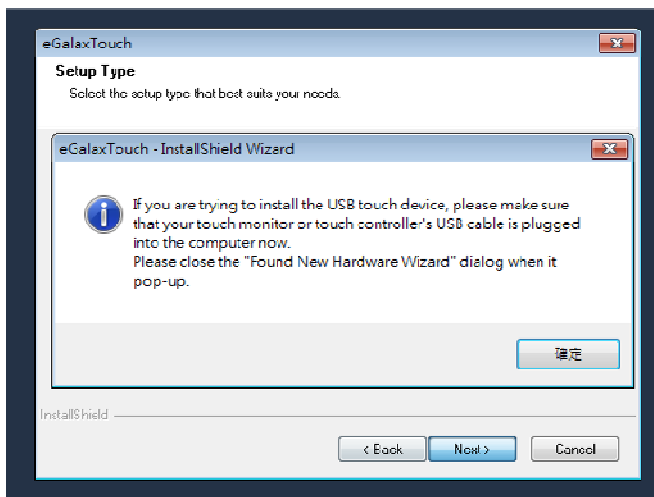 eGalaxTouch
Setup Type
Select the setup type that best suits your needs.
eGalaxTouch - InstallShield Wizard
If you are trying to install the USB touch device, please make sure
that your touch monitor or touch controller's USB cable is plugged
into the computer now.
Please close the "Found New Hardware Wizard" dialog when it
pop-up.
確定
InstallShield
< Back
Next >
Cancel